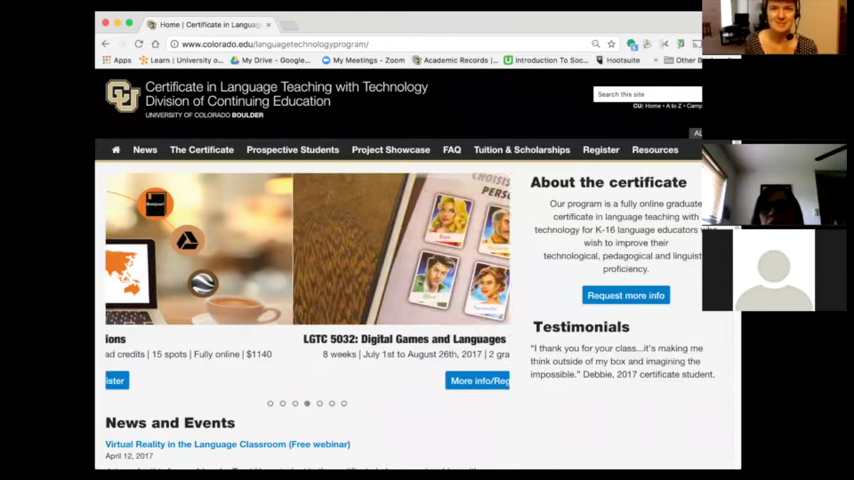 Home | Certificate in Langua
www.colorado.edu/languagetechnologyprogram/
Apps Learn | University o My Drive - Google My Meetings - Zoom Academic Records | Introduction To Soc Hootsuite Other Bo
Certificate in Language Teaching with Technology
Division of Continuing Education
UNIVERSITY OF COLORADO BOULDER
Search this site
CU: Home • A to Z • Camp
News The Certificate Prospective Students Project Showcase FAQ Tuition & Scholarships Register Resources
ions
ad credits | 15 spots | Fully online | $1140
ister
LGTC 5032: Digital Games and Languages
8 weeks | July 1st to August 26th, 2017 | 2 gra
More info/Reg
About the certificate
Our program is a fully online graduate
certificate in language teaching with
technology for K-16 language educators
wish to improve their
technological, pedagogical and linguist
proficiency.
Request more info
Testimonials
“I thank you for your class...it's making me
think outside of my box and imagining the
impossible.” Debbie, 2017 certificate student.
News and Events
Virtual Reality in the Language Classroom (Free webinar)
April 12, 2017